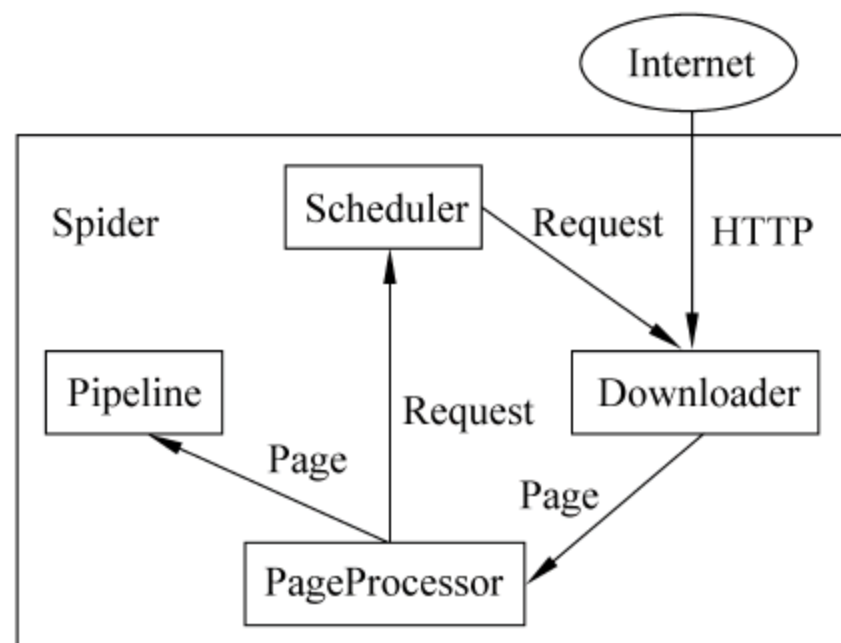 Internet
Spider
Scheduler
Request
HTTP
Pipeline
Request
Downloader
Page
Page
PageProcessor